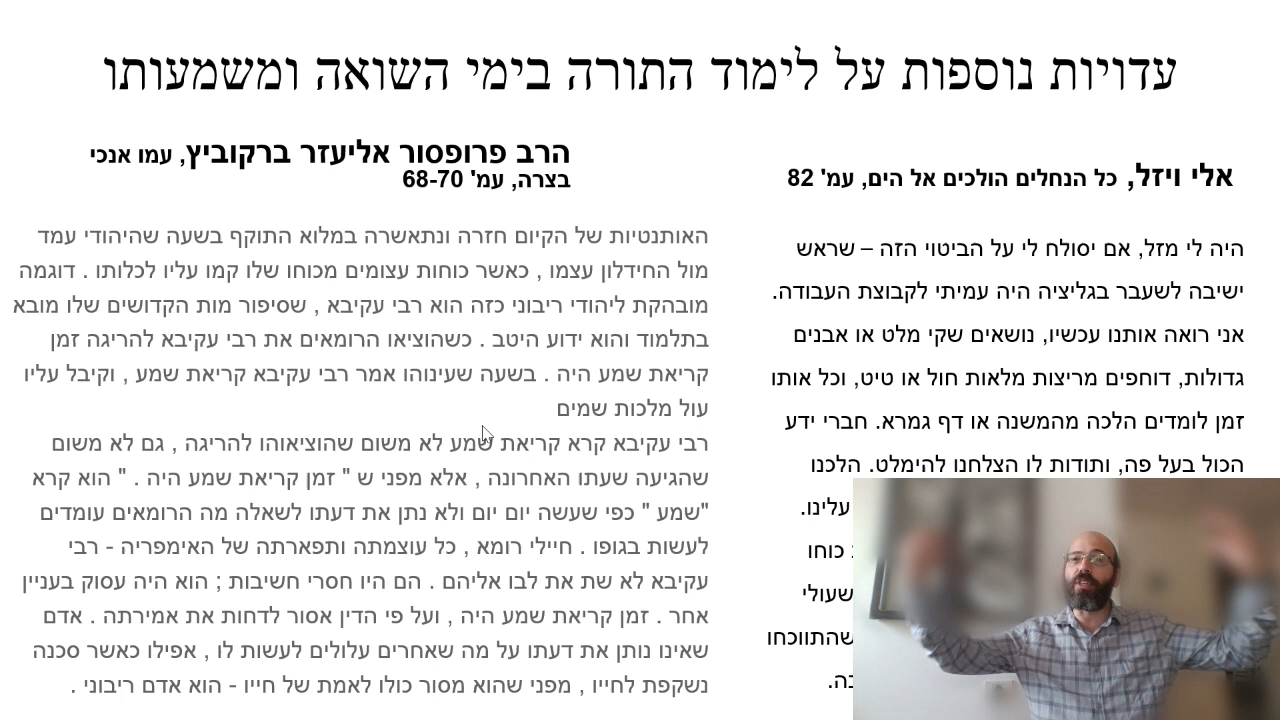 עדויות נוספות על לימוד התורה בימי השואה ומשמעותו
אלי ויזל, כל הנחלים הולכים אל הים, עמ' 82
היה לי מזל, אם יסולח לי על הביטוי הזה – שראש
ישיבה לשעבר בגליציה היה עמיתי לקבוצת העבודה.
אני רואה אותנו עכשיו, נושאים שקי מלט או אבנים
גדולות, דוחפים מריצות מלאות חול או טיט, וכל אותו
זמן לומדים הלכה מהמשנה או דף גמרא. חברי ידע
הכול בעל פה, ותודות לו הצלחנו להימלט. הלכנו
עלינו.
כוחו
שעולי
שהתווכחו
הרב פרופסור אליעזר ברקוביץ, עמו אנכי
בצרה, עמ' 68-70
האותנטיות של הקיום חזרה ונתאשרה במלוא התוקף בשעה שהיהודי עמד
מול החידלון עצמו , כאשר כוחות עצומים מכוחו שלו קמו עליו לכלותו . דוגמה
מובהקת ליהודי ריבוני כזה הוא רבי עקיבא , שסיפור מות הקדושים שלו מובא
בתלמוד והוא ידוע היטב . כשהוציאו הרומאים את רבי עקיבא להריגה זמן
קריאת שמע היה . בשעה שעינוהו אמר רבי עקיבא קריאת שמע , וקיבל עליו
עול מלכות שמים
רבי עקיבא קרא קריאת שמע לא משום שהוציאוהו להריגה , גם לא משום
שהגיעה שעתו האחרונה , אלא מפני ש " זמן קריאת שמע היה . " הוא קרא
"שמע " כפי שעשה יום יום ולא נתן את דעתו לשאלה מה הרומאים עומדים
לעשות בגופו . חיילי רומא , כל עוצמתה ותפארתה של האימפריה - רבי
עקיבא לא שת את לבו אליהם . הם היו חסרי חשיבות ; הוא היה עסוק בעניין
אחר . זמן קריאת שמע היה , ועל פי הדין אסור לדחות את אמירתה . אדם
שאינו נותן את דעתו על מה שאחרים עלולים לעשות לו , אפילו כאשר סכנה
נשקפת לחייו , מפני שהוא מסור כולו לאמת של חייו - הוא אדם ריבוני .